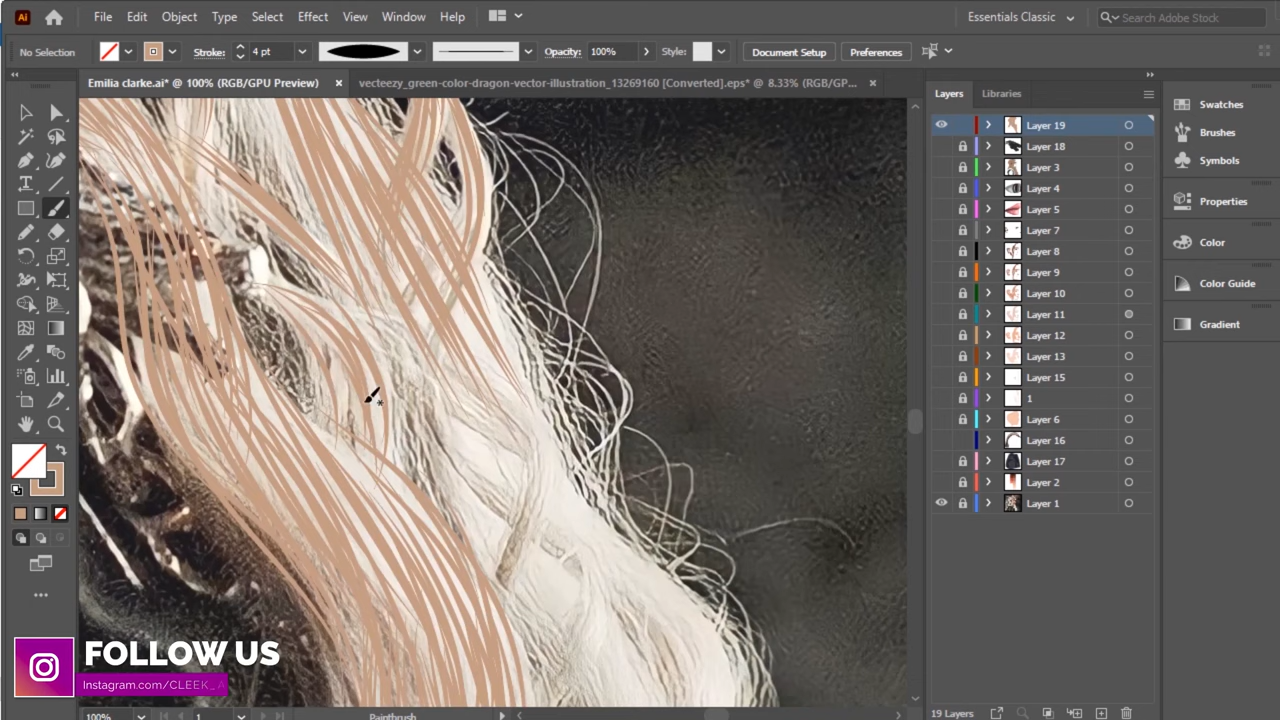 Ai File Edit Object Type Select Effect View Window Help Essentials Classic Search Adobe Stock
No Selection Stroke: 4 pt Opacity: 100% Style: Document Setup Preferences
Emilia clarke.ai* @ 100% (RGB/GPU Preview) × vecteezy_green-color-dragon-vector-illustration_13269160 [Converted].eps* @ 8.33% (RGB/GP... ×
Layers Libraries
Layer 19
Layer 18
Layer 3
Layer 4
Layer 5
Layer 7
Layer 8
Layer 9
Layer 10
Layer 11
Layer 12
Layer 13
Layer 15
1
Layer 6
Layer 16
Layer 17
Layer 2
Layer 1
Swatches
Brushes
Symbols
Properties
Color
Color Guide
Gradient
FOLLOW US
Instagram.com/CLEEK_
100% 1 Paintbrush 19 Layers